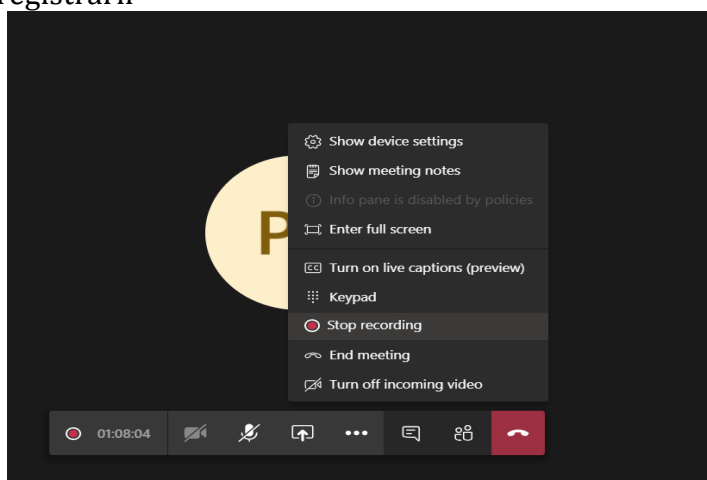 P
Show device settings
Show meeting notes
Info pane is disabled by policies
Enter full screen
CC Turn on live captions (preview)
Keypad
Stop recording
End meeting
Turn off incoming video
01:08:04